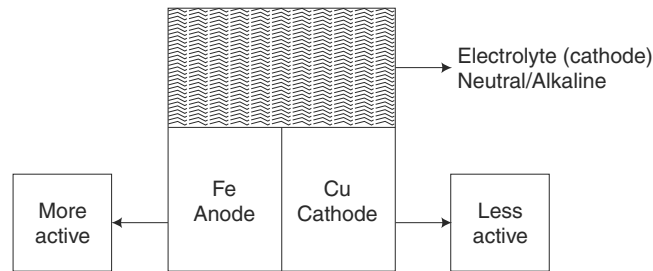 Electrolyte (cathode)
Neutral/Alkaline
More
active
Fe
Anode
Cu
Cathode
Less
active